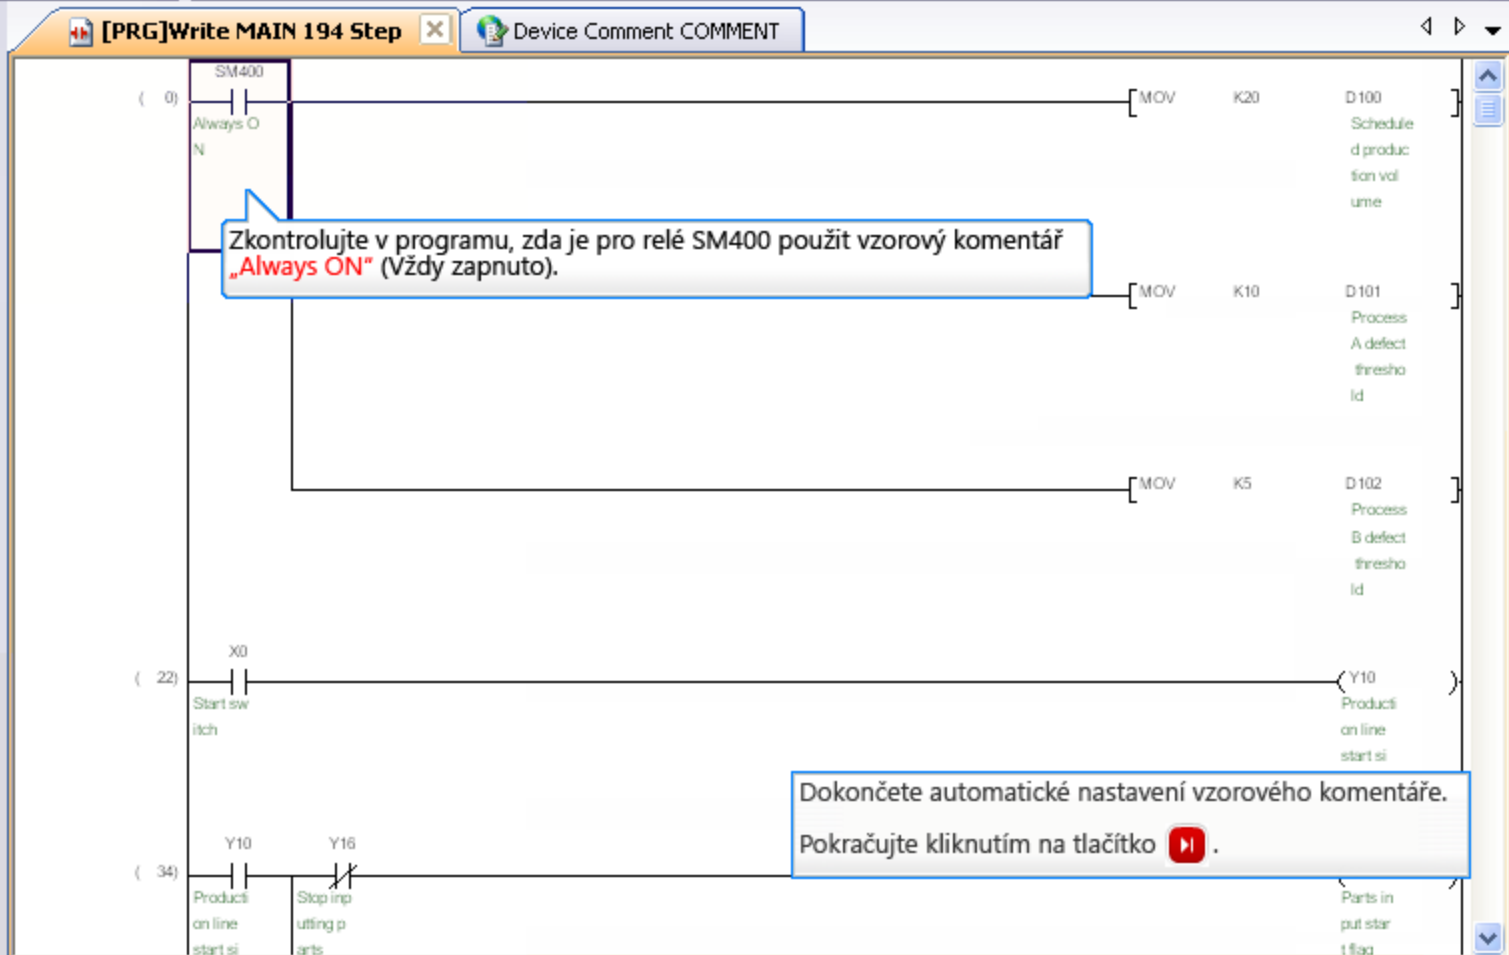 [PRG]Write MAIN 194 Step
Device Comment COMMENT
SM400
( 0)
Always O
N
MOV K20 D100
Schedule
d produc
tion vol
ume
Zkontrolujte v programu, zda je pro relé SM400 použit vzorový komentář
„Always ON“ (Vždy zapnuto).
MOV K10 D101
Process
A defect
thresho
ld
MOV K5 D102
Process
B defect
thresho
ld
X0
( 22)
Start sw
itch
Y10
Producti
on line
start si
Dokončete automatické nastavení vzorového komentáře.
Pokračujte kliknutím na tlačítko .
Y10 Y16
( 34)
Producti
on line
start si
Stop inp
utting p
arts
Parts in
put star
t flag